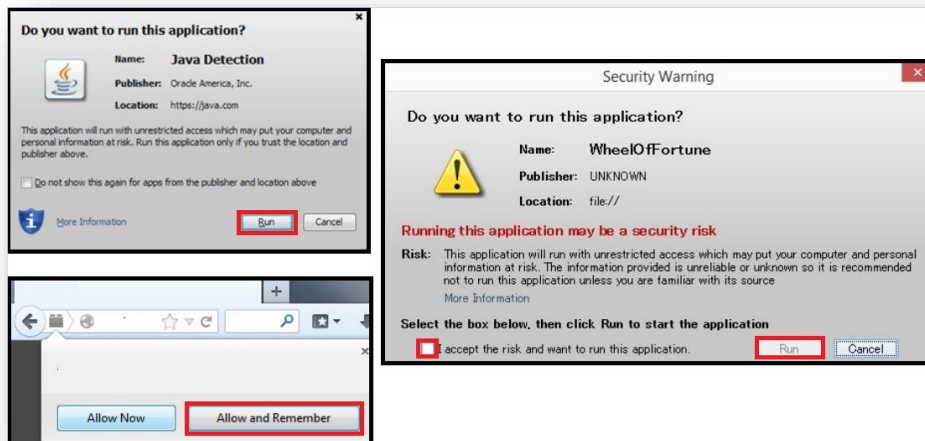 Do you want to run this application?
Name: Java Detection
Publisher: Oracle America, Inc.
Location: https://java.com
This application will run with unrestricted access which may put your computer and
personal information at risk. Run this application only if you trust the location and
publisher above.
Do not show this again for apps from the publisher and location above
More Information
Run
Cancel
Security Warning
Do you want to run this application?
Name: WheelOfFortune
Publisher: UNKNOWN
Location: file://
Running this application may be a security risk
Risk: This application will run with unrestricted access which may put your computer and personal
information at risk. The information provided is unreliable or unknown so it is recommended
not to run this application unless you are familiar with its source
More Information
Select the box below, then click Run to start the application
I accept the risk and want to run this application.
Run
Cancel
Allow Now
Allow and Remember